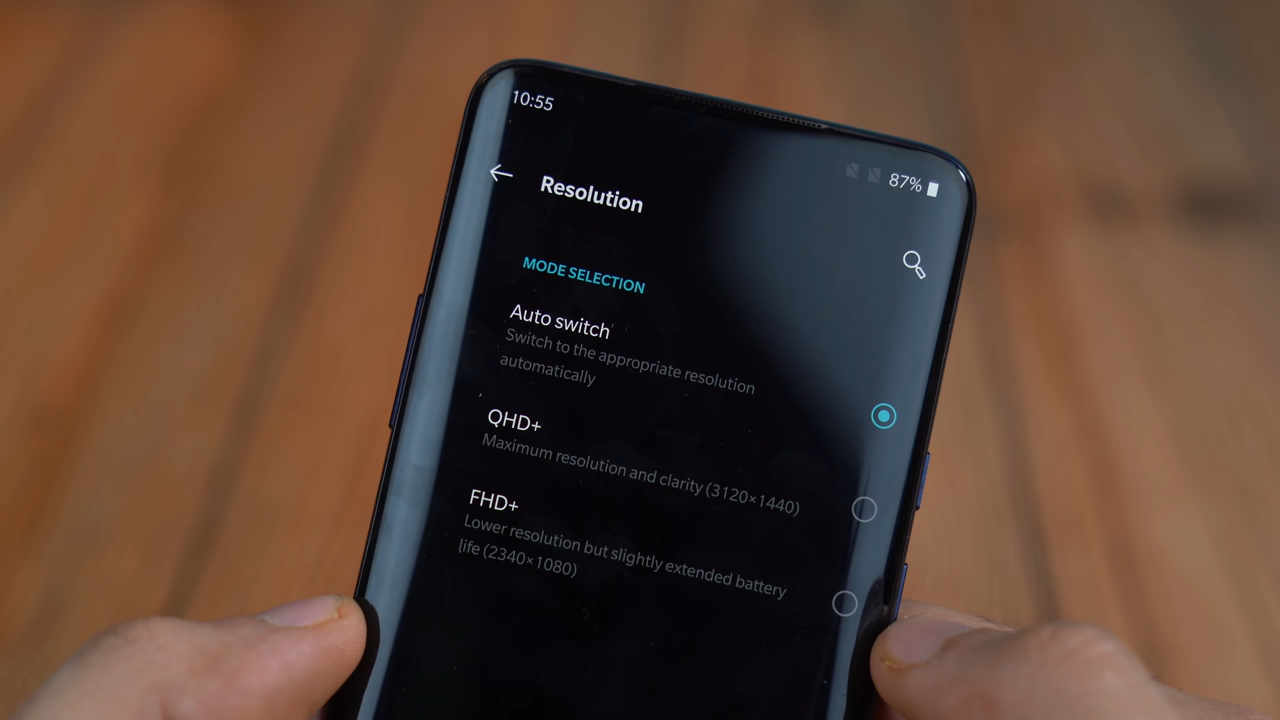 10:55
87%
Resolution
MODE SELECTION
Auto switch
Switch to the appropriate resolution
automatically
QHD+
Maximum resolution and clarity (3120×1440)
FHD+
Lower resolution but slightly extended battery
life (2340×1080)